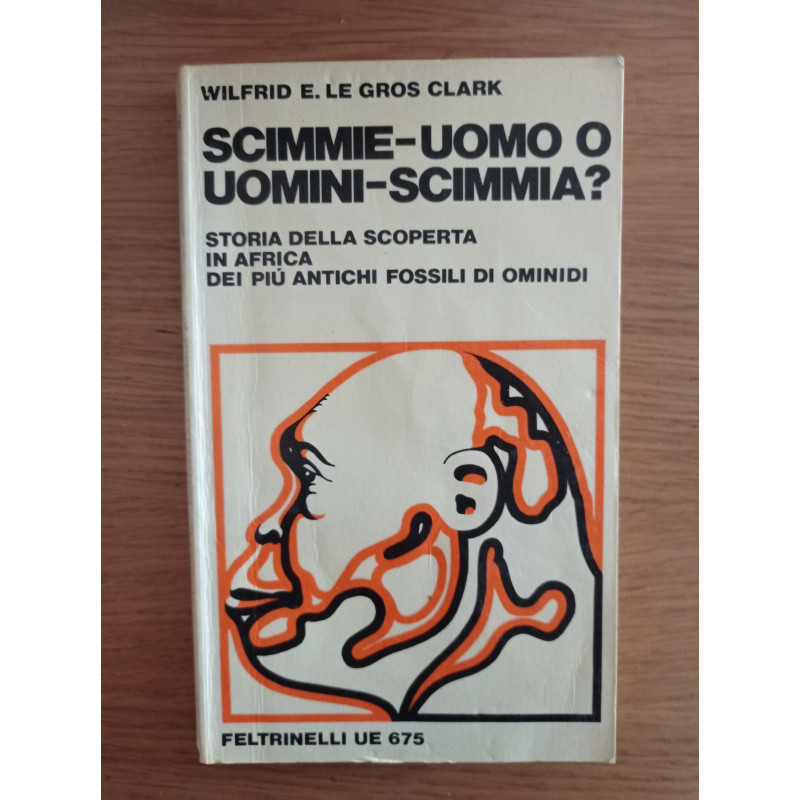 WILFRID E. LE GROS CLARK
SCIMMIE-UOMO O
UOMINI-SCIMMIA?
STORIA DELLA SCOPERTA
IN AFRICA
DEI PIÚ ANTICHI FOSSILI DI OMINIDI
FELTRINELLI UE 675